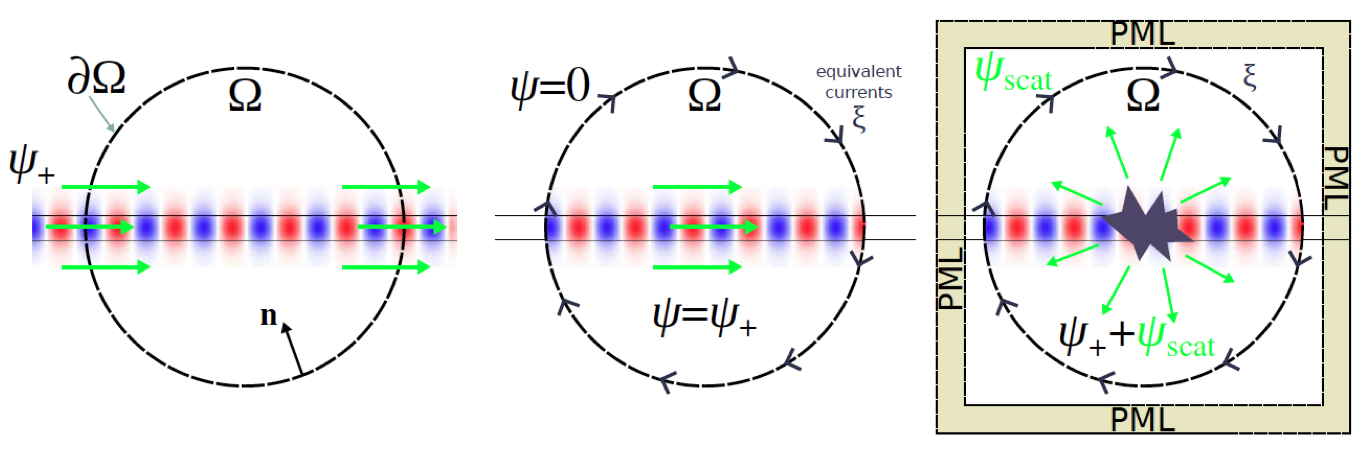 ∂Ω
Ω
ψ₊
n
ψ=0
Ω
equivalent
currents
ξ
ψ=ψ₊
PML
ψscat
Ω
ξ
PML
PML
ψ₊+ψscat
PML